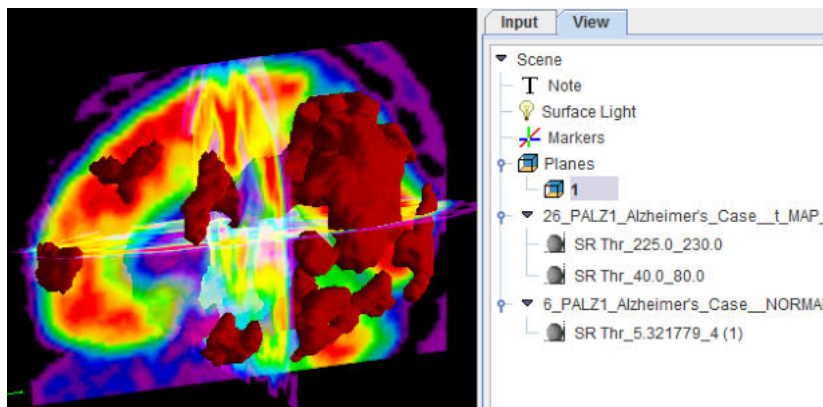 Input View
Scene
Note
Surface Light
Markers
Planes
1
26_PALZ1_Alzheimer's_Case__t_MAP_
SR Thr_225.0_230.0
SR Thr_40.0_80.0
6_PALZ1_Alzheimer's_Case__NORMA
SR Thr_5.321779_4 (1)